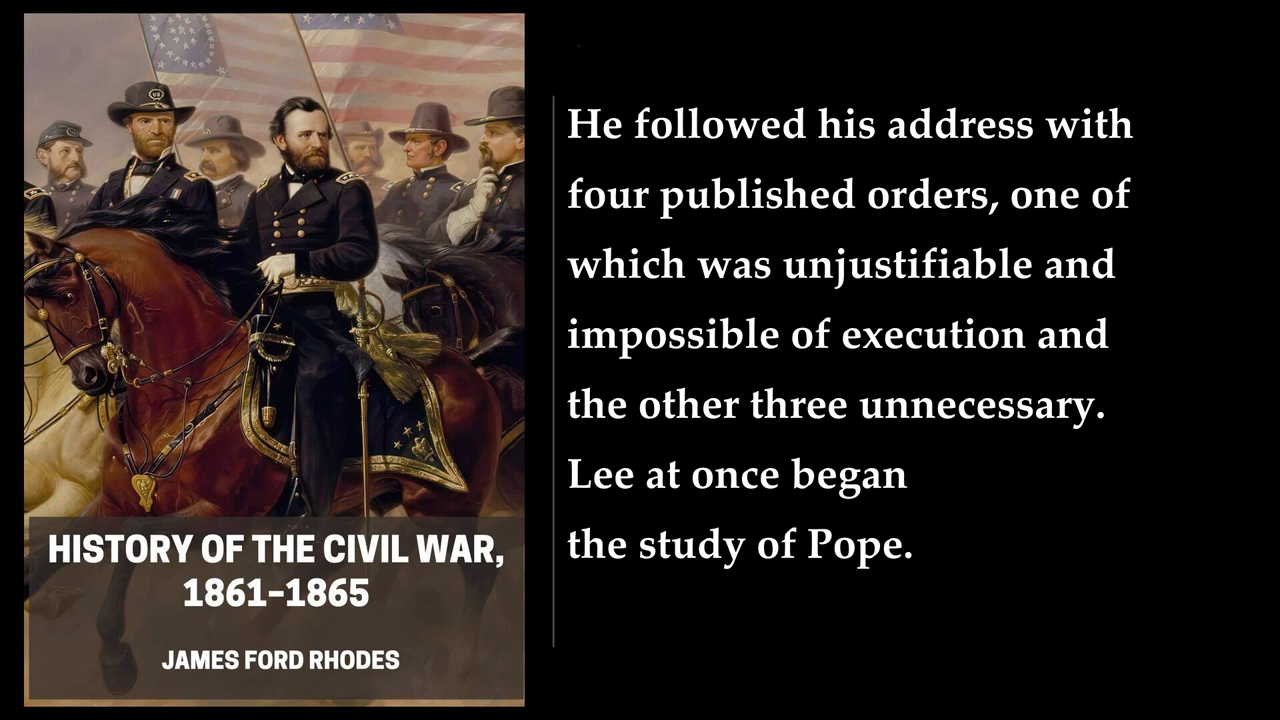 HISTORY OF THE CIVIL WAR,
1861–1865
JAMES FORD RHODES
He followed his address with
four published orders, one of
which was unjustifiable and
impossible of execution and
the other three unnecessary.
Lee at once began
the study of Pope.